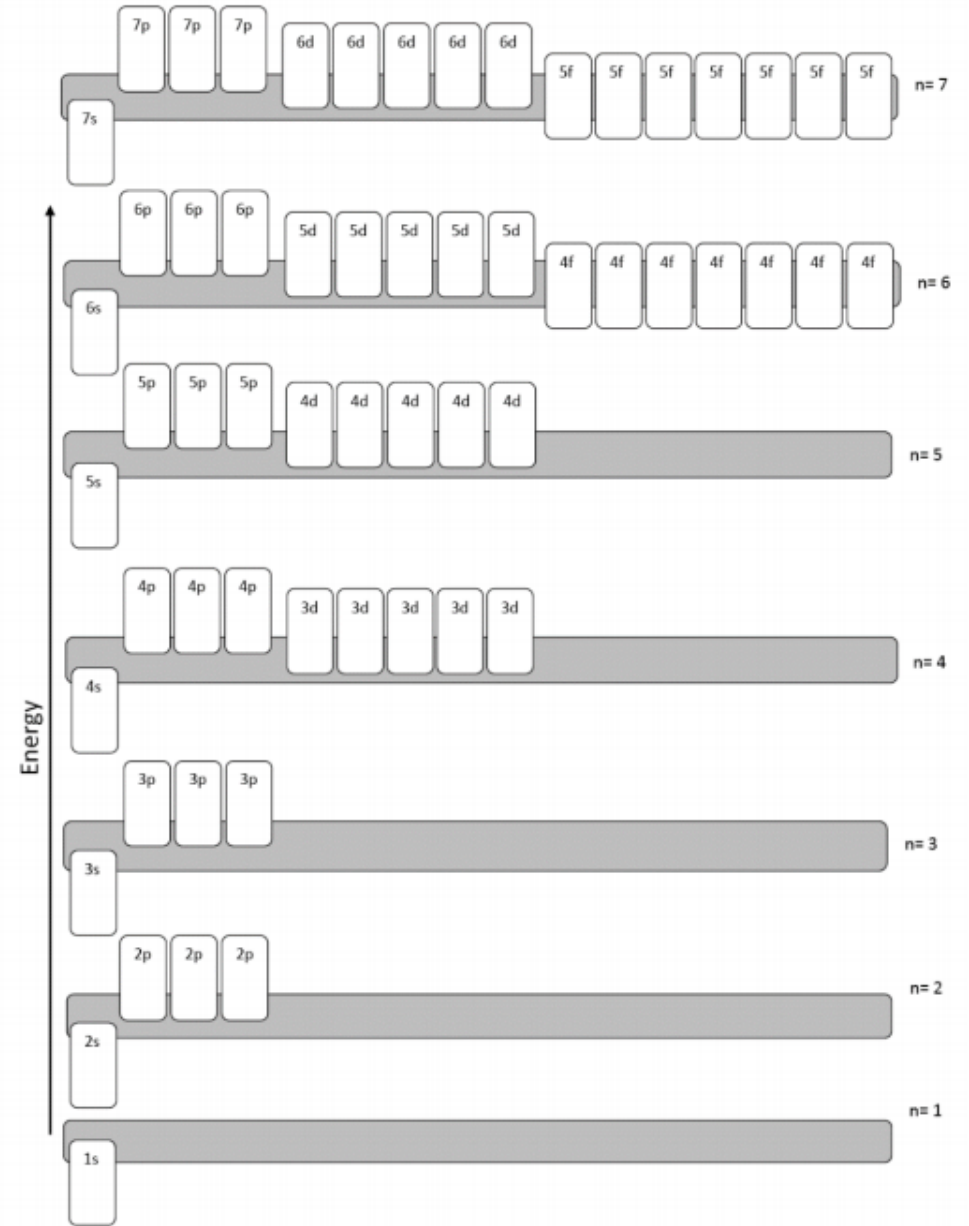 7p 7p 7p
6d 6d 6d 6d 6d
5f 5f 5f 5f 5f 5f 5f
n= 7
7s
6p 6p 6p
5d 5d 5d 5d 5d
4f 4f 4f 4f 4f 4f 4f
n= 6
6s
5p 5p 5p
4d 4d 4d 4d 4d
n= 5
5s
4p 4p 4p
3d 3d 3d 3d 3d
n= 4
4s
Energy
3p 3p 3p
n= 3
3s
2p 2p 2p
n= 2
2s
n= 1
1s